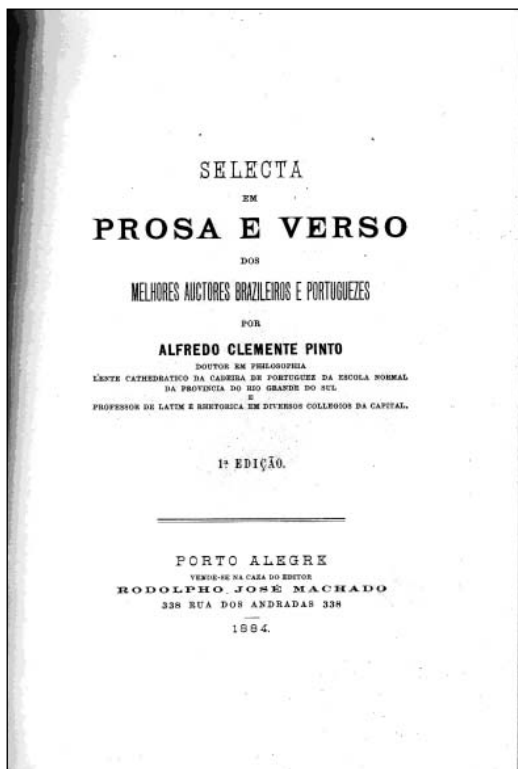 SELECTA
EM
PROSA E VERSO
DOS
MELHORES AUCTORES BRAZILEIROS E PORTUGUEZES
POR
ALFREDO CLEMENTE PINTO
DOUTOR EM PHILOSOPHIA
LENTE CATHEDRATICO DA CADEIRA DE PORTUGUEZ DA ESCOLA NORMAL
DA PROVINCIA DO RIO GRANDE DO SUL
E
PROFESSOR DE LATIM E RHETORICA EM DIVERSOS COLLEGIOS DA CAPITAL.
1ª EDIÇÃO.
PORTO ALEGRE
VENDE-SE NA CAZA DO EDITOR
RODOLPHO JOSÉ MACHADO
338 RUA DOS ANDRADAS 338
1884.